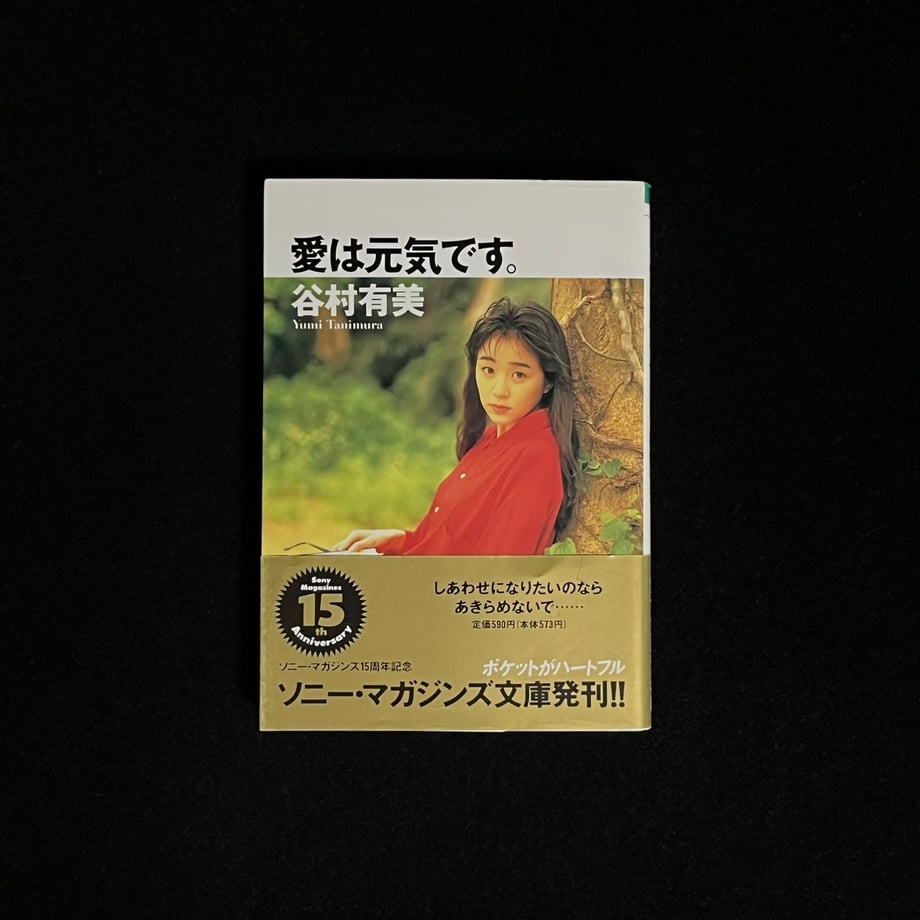 愛は元気です。
谷村有美
Yumi Tanimura
Sony
Magazines
15
th
Anniversary
しあわせになりたいのなら
あきらめないで……
定価590円(本体573円)
ソニー・マガジンズ15周年記念
ポケットがハートフル
ソニー・マガジンズ文庫発刊!!